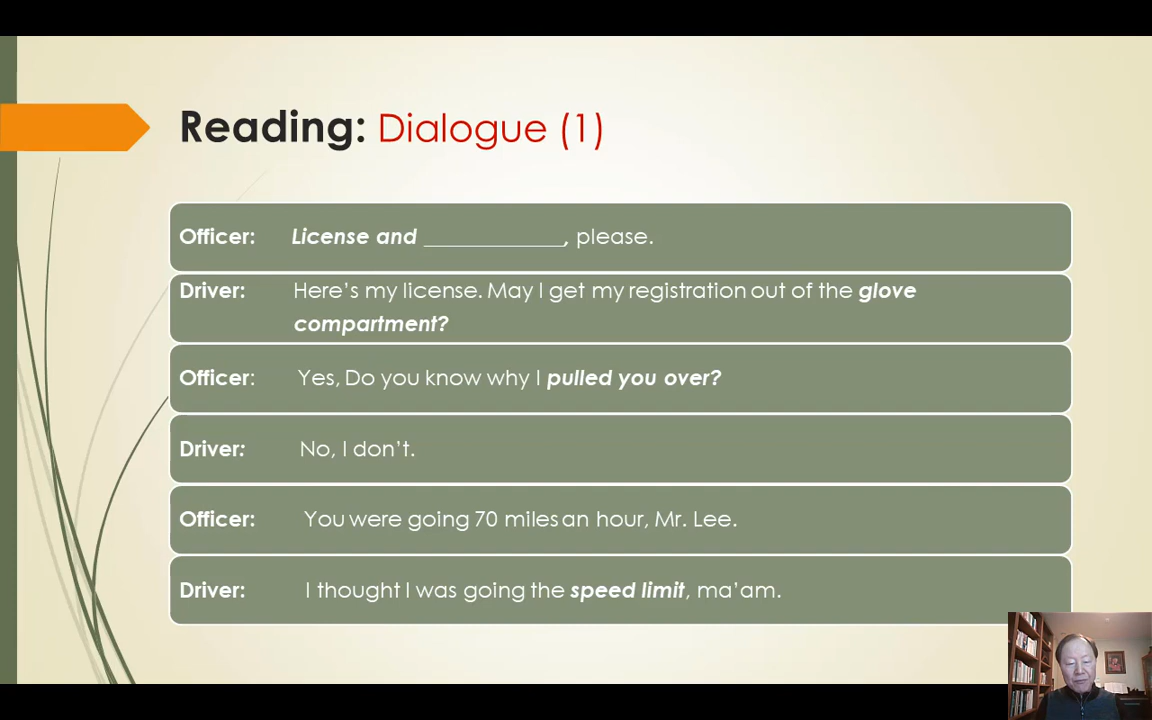 Reading: Dialogue (1)
Officer: License and ____________, please.
Driver: Here’s my license. May I get my registration out of the glove
compartment?
Officer: Yes, Do you know why I pulled you over?
Driver: No, I don’t.
Officer: You were going 70 miles an hour, Mr. Lee.
Driver: I thought I was going the speed limit, ma’am.